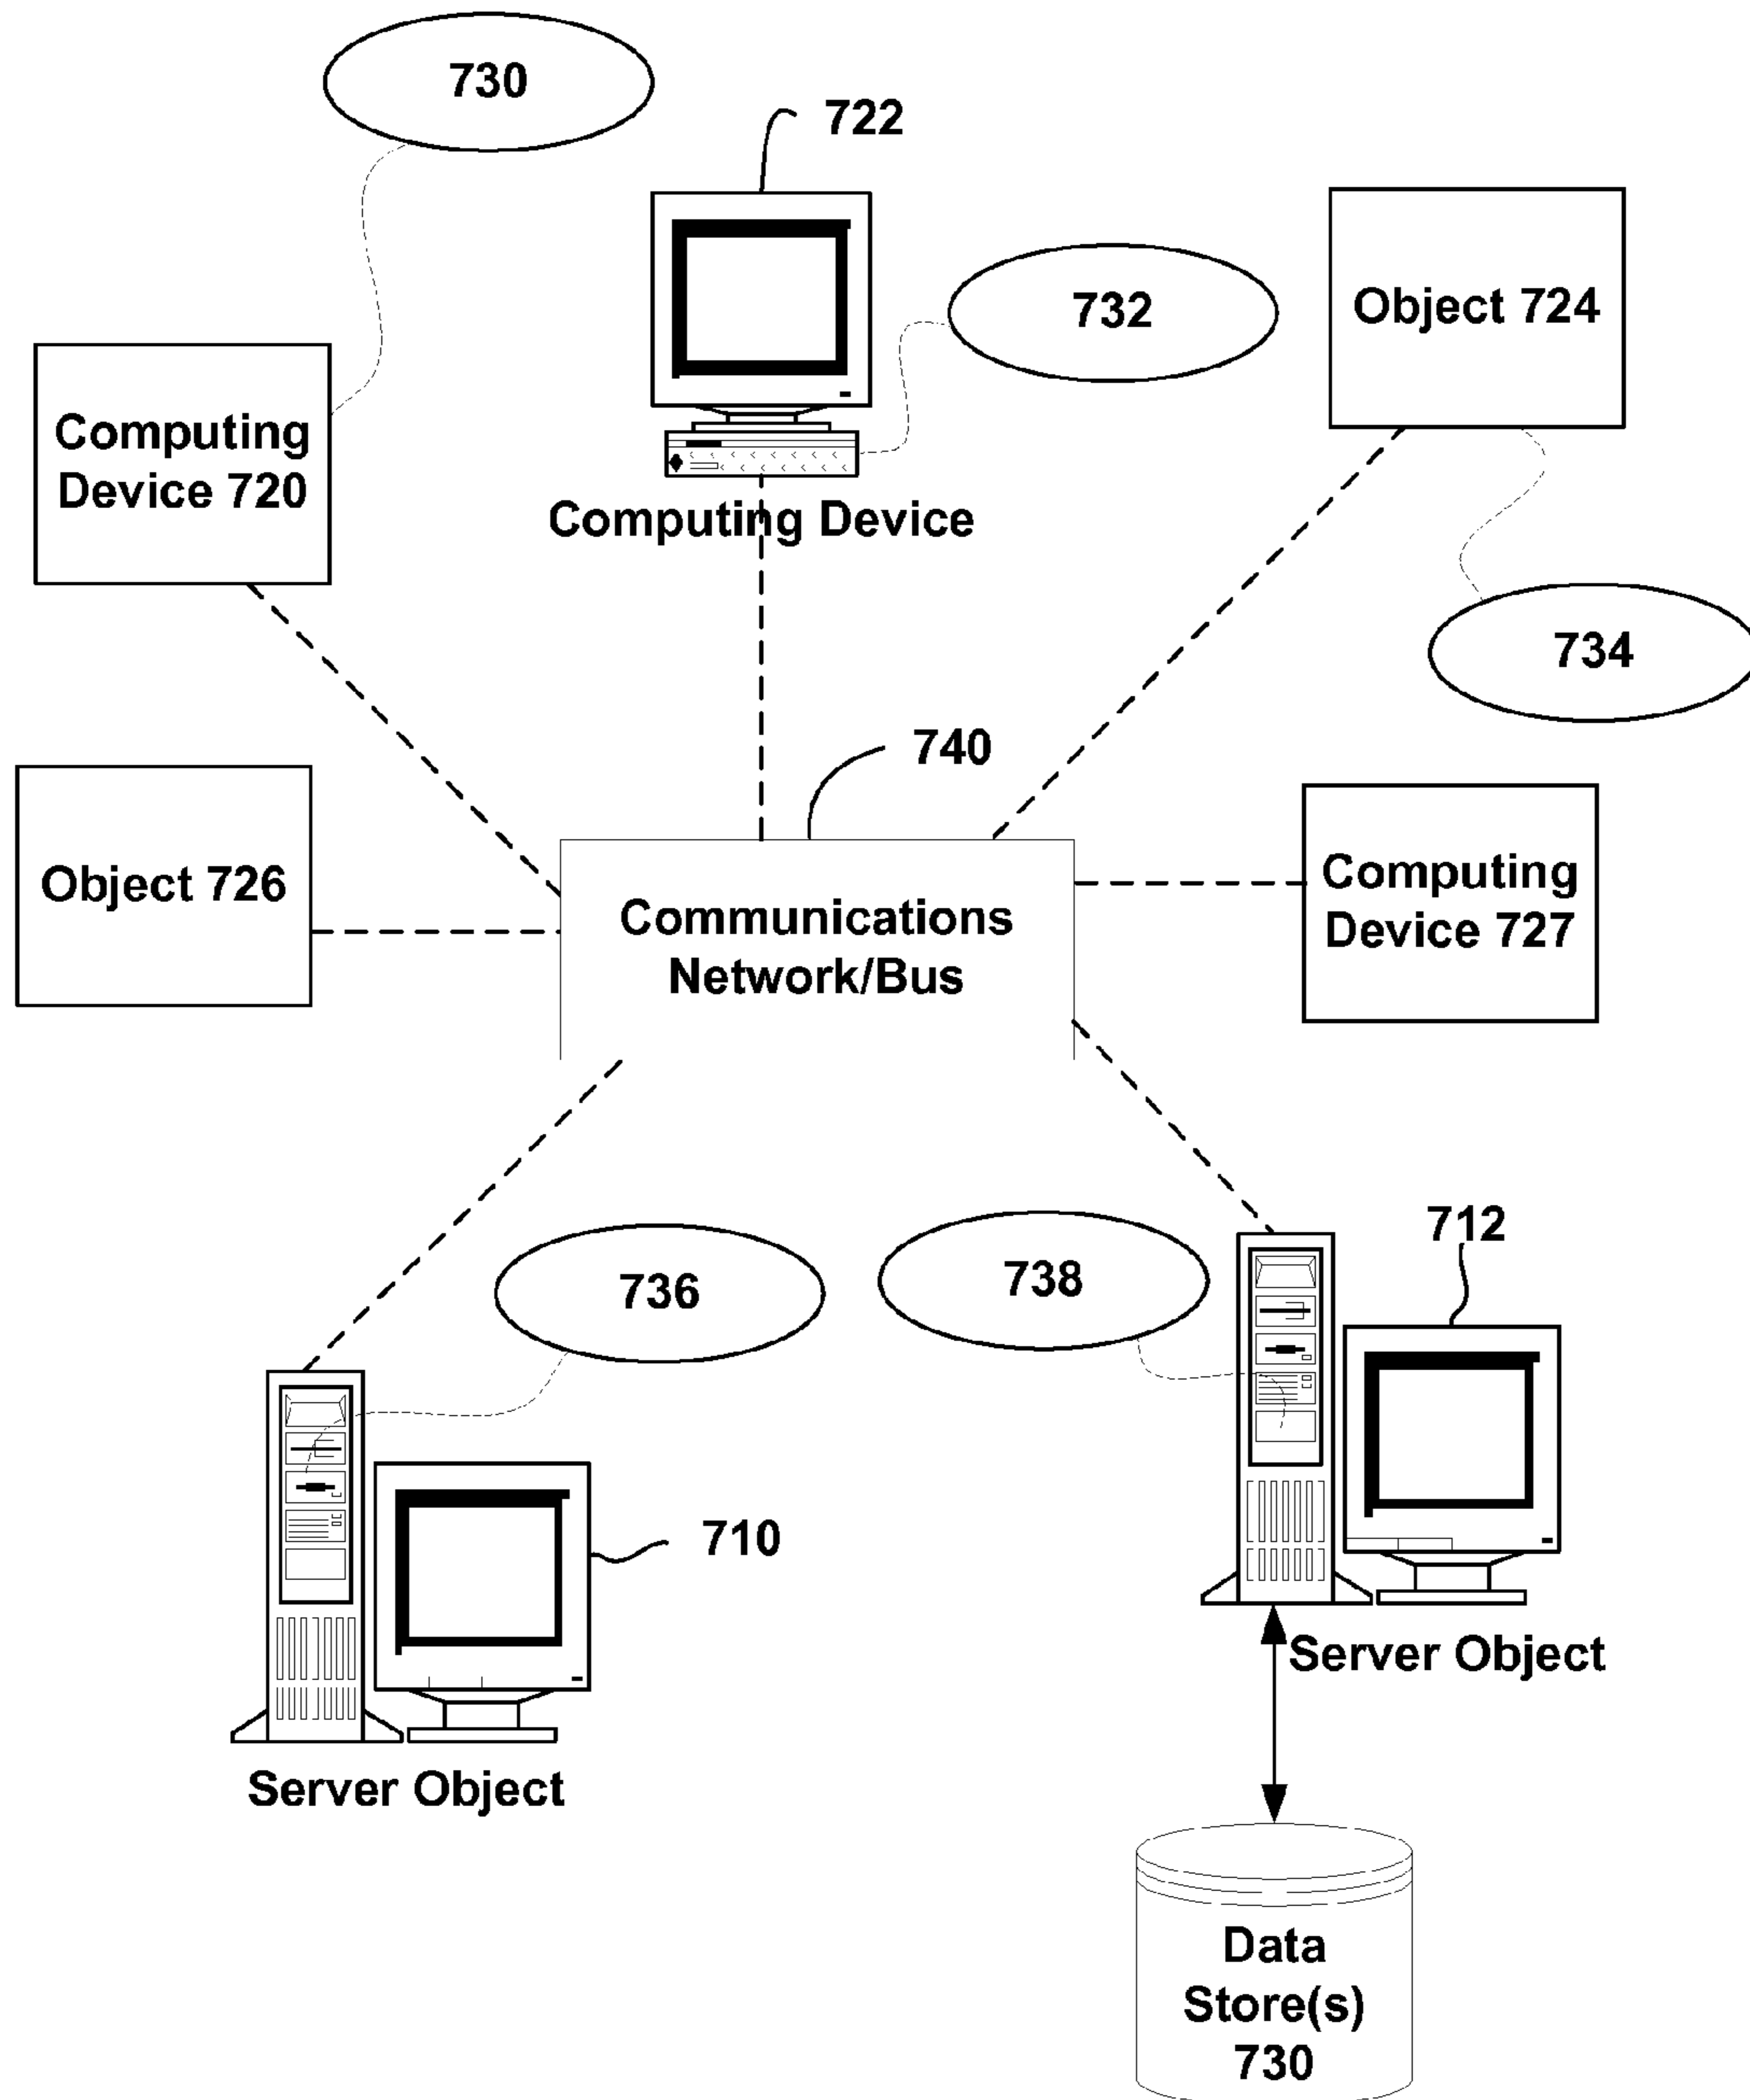 730
722
732
Object 724
Computing
Device 720
Computing Device
734
740
Object 726
Computing
Device 727
Communications
Network/Bus
712
736
738
710
Server Object
Server Object
Data
Store(s)
730